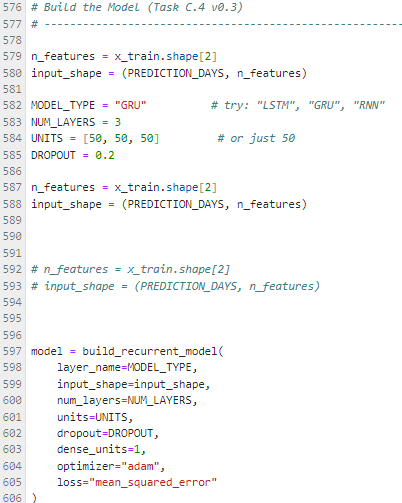 576 # Build the Model (Task C.4 v0.3)
577 # ----------------------------------------------------
578
579 n_features = x_train.shape[2]
580 input_shape = (PREDICTION_DAYS, n_features)
581
582 MODEL_TYPE = "GRU"         # try: "LSTM", "GRU", "RNN"
583 NUM_LAYERS = 3
584 UNITS = [50, 50, 50]        # or just 50
585 DROPOUT = 0.2
586
587 n_features = x_train.shape[2]
588 input_shape = (PREDICTION_DAYS, n_features)
589
590
591
592 # n_features = x_train.shape[2]
593 # input_shape = (PREDICTION_DAYS, n_features)
594
595
596
597 model = build_recurrent_model(
598     layer_name=MODEL_TYPE,
599     input_shape=input_shape,
600     num_layers=NUM_LAYERS,
601     units=UNITS,
602     dropout=DROPOUT,
603     dense_units=1,
604     optimizer="adam",
605     loss="mean_squared_error"
606 )